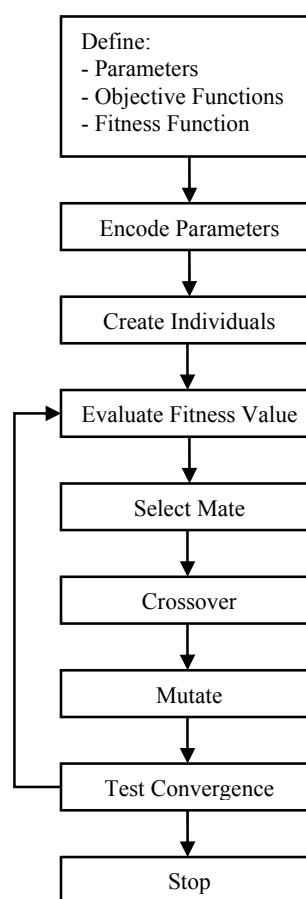 Define:
- Parameters
- Objective Functions
- Fitness Function
Encode Parameters
Create Individuals
Evaluate Fitness Value
Select Mate
Crossover
Mutate
Test Convergence
Stop